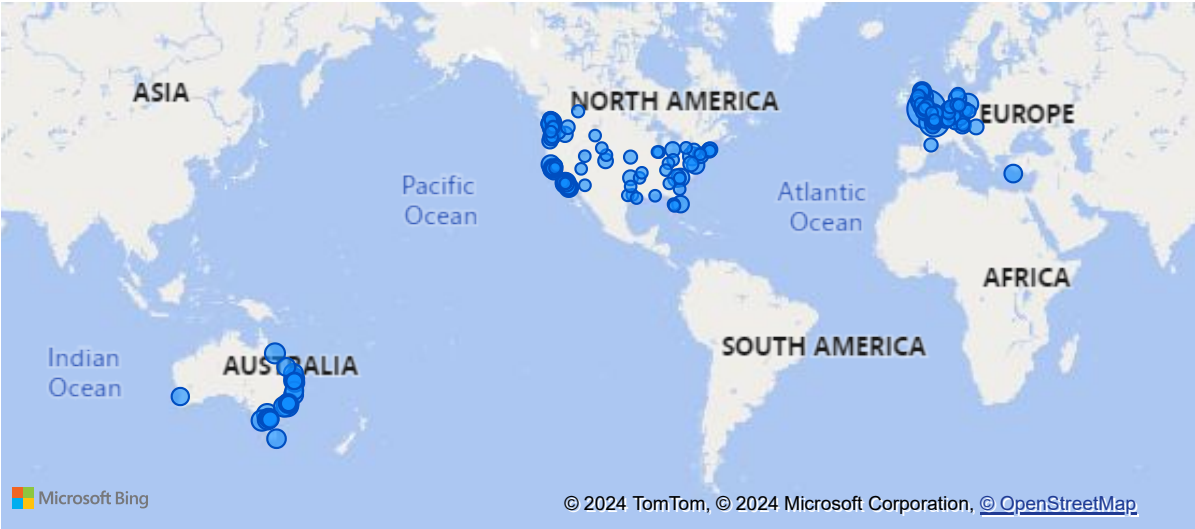 ASIA
NORTH AMERICA
EUROPE
Pacific
Ocean
Atlantic
Ocean
AFRICA
SOUTH AMERICA
Indian
Ocean
AUSTRALIA
Microsoft Bing
© 2024 TomTom, © 2024 Microsoft Corporation, © OpenStreetMap